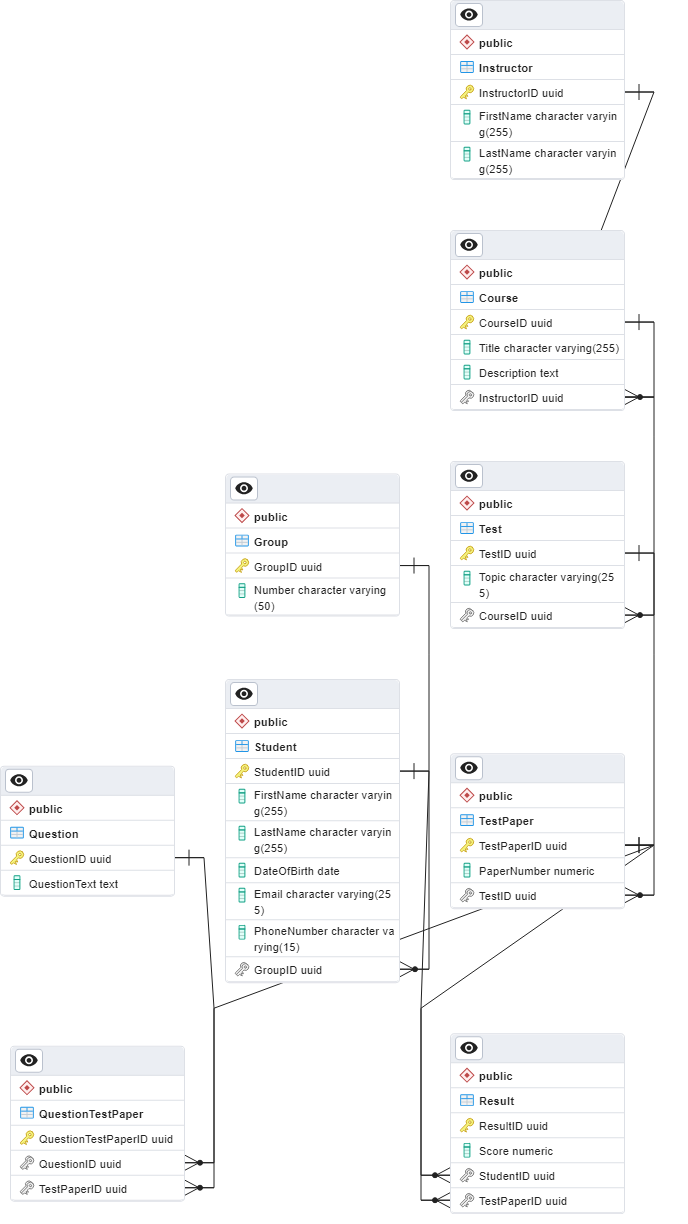 public
Instructor
InstructorID uuid
FirstName character varyin
g(255)
LastName character varyin
g(255)
public
Course
CourseID uuid
Title character varying(255)
Description text
InstructorID uuid
public
Group
GroupID uuid
Number character varying
(50)
public
Test
TestID uuid
Topic character varying(25
5)
CourseID uuid
public
Student
StudentID uuid
FirstName character varyin
g(255)
LastName character varyin
g(255)
DateOfBirth date
Email character varying(25
5)
PhoneNumber character va
rying(15)
GroupID uuid
public
Question
QuestionID uuid
QuestionText text
public
TestPaper
TestPaperID uuid
PaperNumber numeric
TestID uuid
public
QuestionTestPaper
QuestionTestPaperID uuid
QuestionID uuid
TestPaperID uuid
public
Result
ResultID uuid
Score numeric
StudentID uuid
TestPaperID uuid